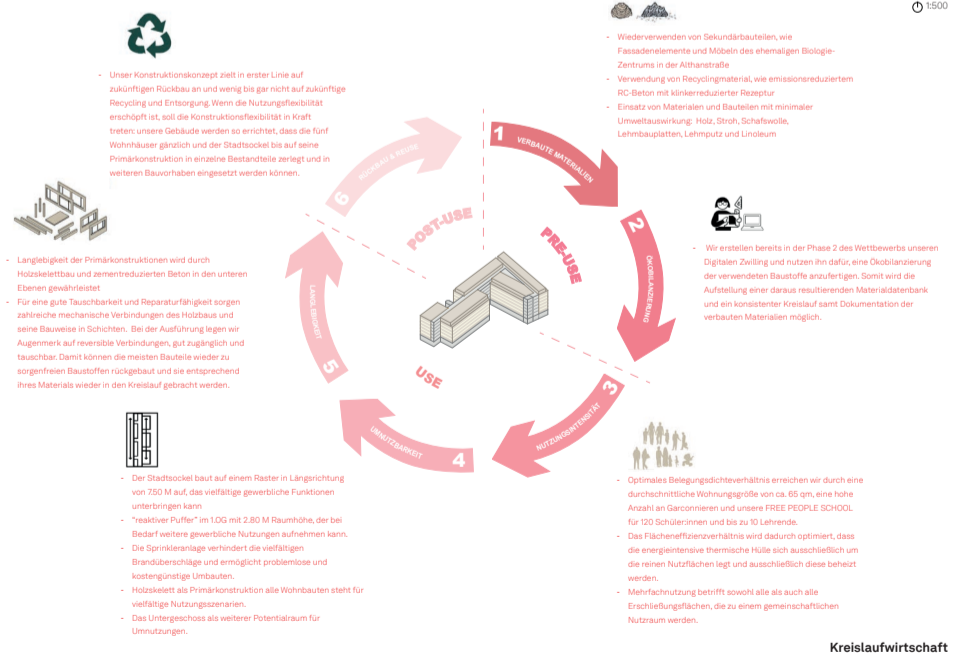 1:500
- Wiederverwenden von Sekundärbauteilen, wie
Fassadenelemente und Möbeln des ehemaligen Biologie-
Zentrums in der Althanstraße
- Verwendung von Recyclingmaterial, wie emissionsreduziertem
RC-Beton mit klinkerreduzierter Rezeptur
- Einsatz von Materialen und Bauteilen mit minimaler
Umweltauswirkung: Holz, Stroh, Schafswolle,
Lehmbauplatten, Lehmputz und Linoleum
- Unser Konstruktionskonzept zielt in erster Linie auf
zukünftigen Rückbau an und wenig bis gar nicht auf zukünftige
Recycling und Entsorgung. Wenn die Nutzungsflexibilität
erschöpft ist, soll die Konstruktionsflexibilität in Kraft
treten: unsere Gebäude werden so errichtet, dass die fünf
Wohnhäuser gänzlich und der Stadtsockel bis auf seine
Primärkonstruktion in einzelne Bestandteile zerlegt und in
weiteren Bauvorhaben eingesetzt werden können.
1 VERBAUTE MATERIALIEN
2 ÖKOBILANZIERUNG
3 NUTZUNGSINTENSITÄT
4 UMNUTZBARKEIT
5 LANGLEBIGKEIT
6 RÜCKBAU & REUSE
POST-USE
PRE-USE
USE
- Wir erstellen bereits in der Phase 2 des Wettbewerbs unseren
Digitalen Zwilling und nutzen ihn dafür, eine Ökobilanzierung
der verwendeten Baustoffe anzufertigen. Somit wird die
Aufstellung einer daraus resultierenden Materialdatenbank
und ein konsistenter Kreislauf samt Dokumentation der
verbauten Materialien möglich.
- Langlebigkeit der Primärkonstruktionen wird durch
Holzskelettbau und zementreduzierten Beton in den unteren
Ebenen gewährleistet
- Für eine gute Tauschbarkeit und Reparaturfähigkeit sorgen
zahlreiche mechanische Verbindungen des Holzbaus und
seine Bauweise in Schichten. Bei der Ausführung legen wir
Augenmerk auf reversible Verbindungen, gut zugänglich und
tauschbar. Damit können die meisten Bauteile wieder zu
sorgenfreien Baustoffen rückgebaut und sie entsprechend
ihres Materials wieder in den Kreislauf gebracht werden.
- Der Stadtsockel baut auf einem Raster in Längsrichtung
von 7.50 M auf, das vielfältige gewerbliche Funktionen
unterbringen kann
- "reaktiver Puffer" im 1.OG mit 2.80 M Raumhöhe, der bei
Bedarf weitere gewerbliche Nutzungen aufnehmen kann.
- Die Sprinkleranlage verhindert die vielfältigen
Brandüberschläge und ermöglicht problemlose und
kostengünstige Umbauten.
- Holzskelett als Primärkonstruktion alle Wohnbauten steht für
vielfältige Nutzungsszenarien.
- Das Untergeschoss als weiterer Potentialraum für
Umnutzungen.
- Optimales Belegungsdichteverhältnis erreichen wir durch eine
durchschnittliche Wohnungsgröße von ca. 65 qm, eine hohe
Anzahl an Garconnieren und unsere FREE PEOPLE SCHOOL
für 120 Schüler:innen und bis zu 10 Lehrende.
- Das Flächeneffizienzverhältnis wird dadurch optimiert, dass
die energieintensive thermische Hülle sich ausschließlich um
die reinen Nutzflächen legt und ausschließlich diese beheizt
werden.
- Mehrfachnutzung betrifft sowohl alle als auch alle
Erschließungsflächen, die zu einem gemeinschaftlichen
Nutzraum werden.
Kreislaufwirtschaft